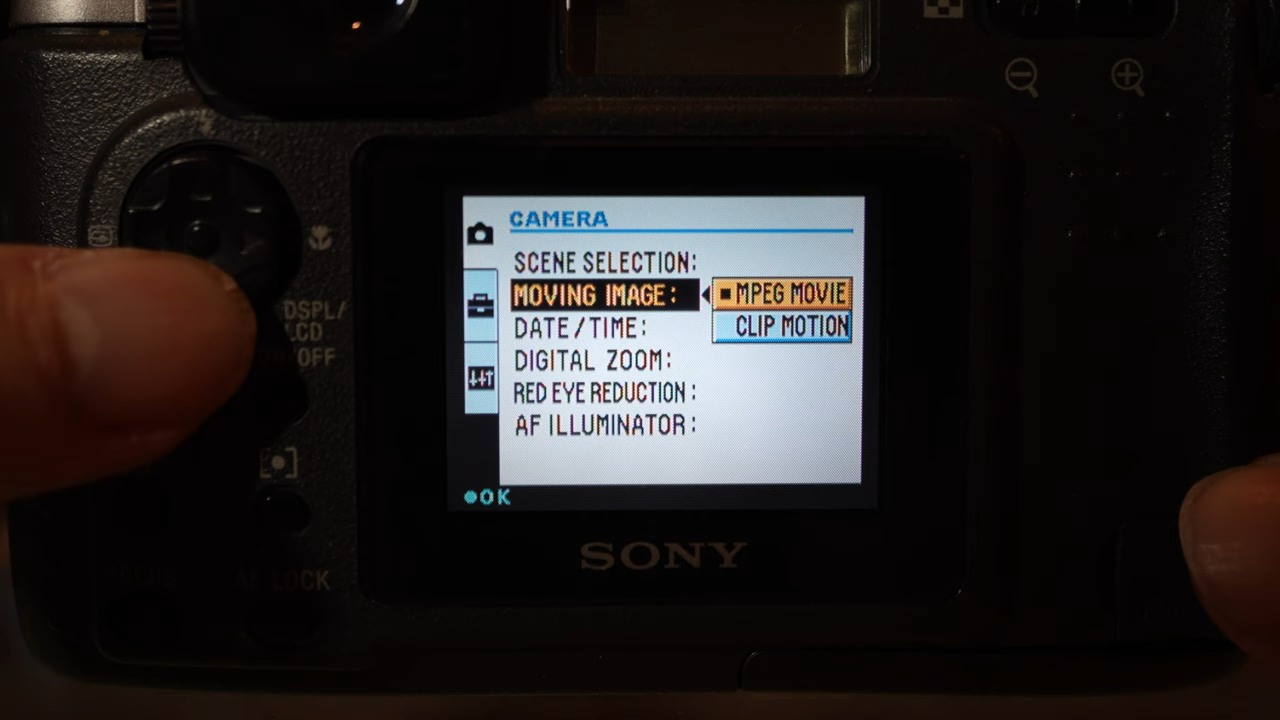 CAMERA
SCENE SELECTION:
MOVING IMAGE:
MPEG MOVIE
DATE/TIME:
CLIP MOTION
DIGITAL ZOOM:
RED EYE REDUCTION:
AF ILLUMINATOR:
OK
SONY
DSPL/
LCD
OFF
AE LOCK